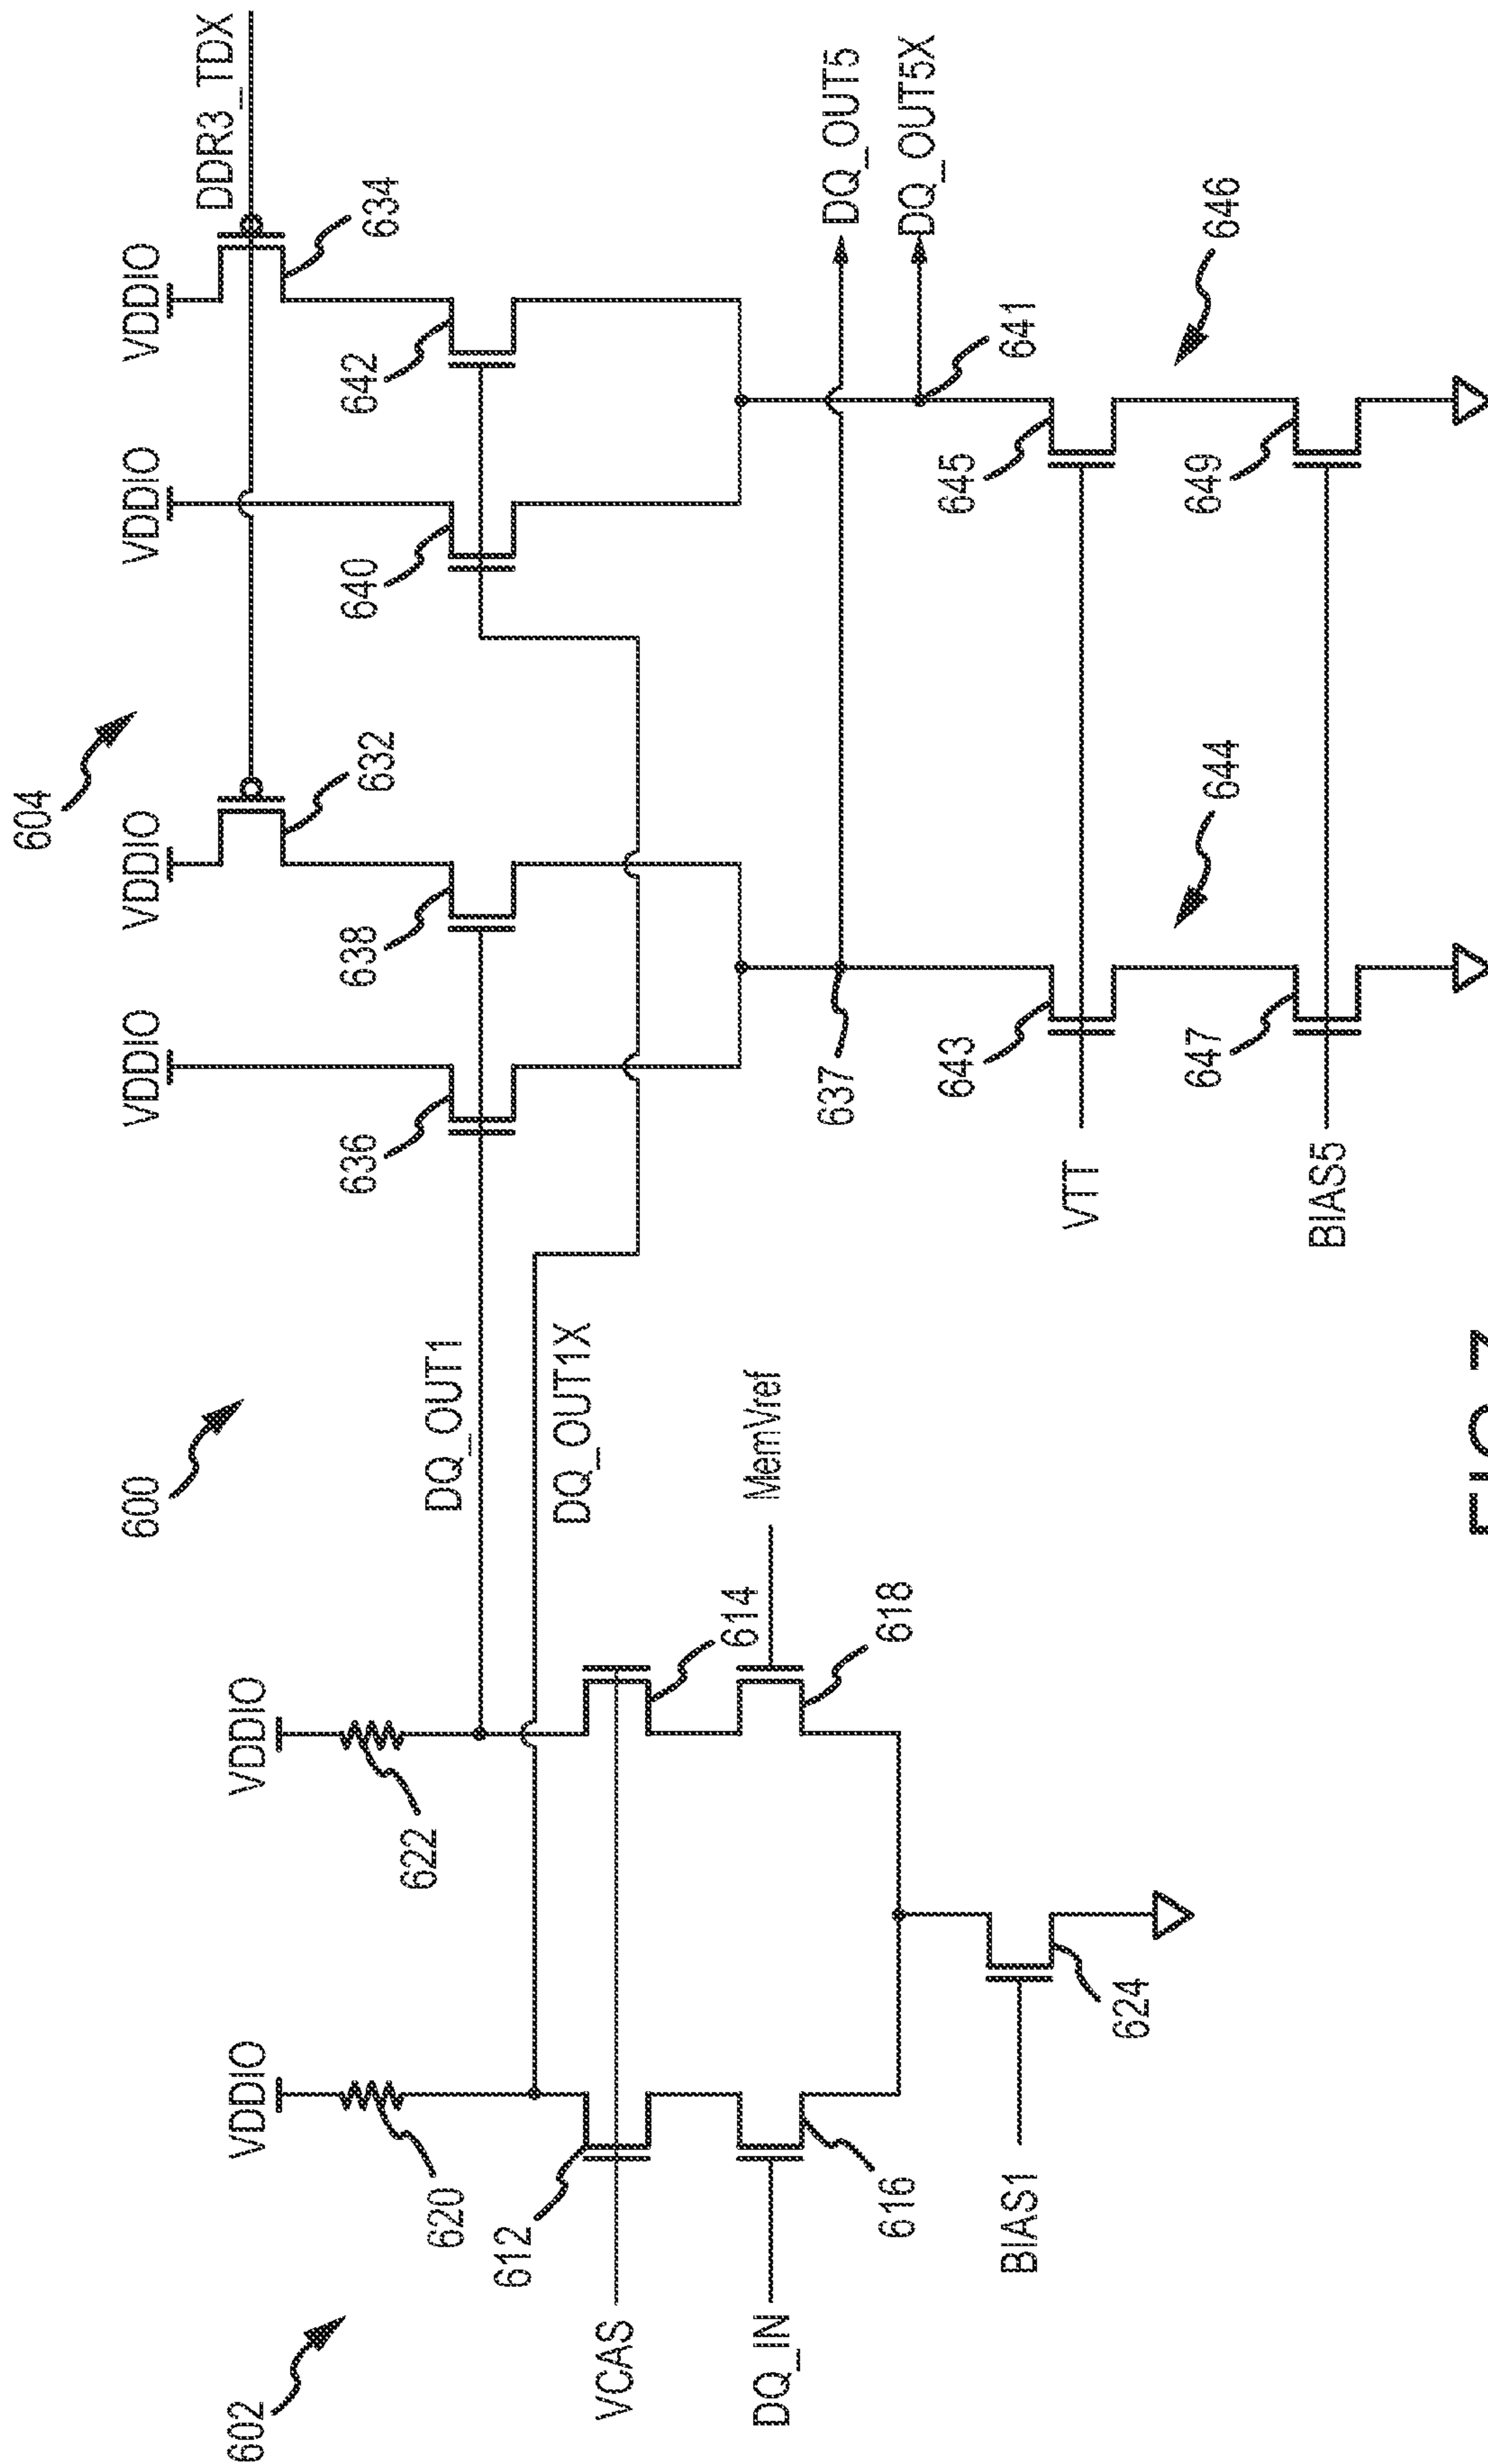 604
600
VDDIO
VDDIO
VDDIO
VDDIO
DDR3_TDX
602
VDDIO
VDDIO
636
638
640
642
632
634
620
622
DQ_OUT1
612
DQ_OUT1X
VCAS
614
DQ_IN
MemVref
637
DQ_OUT5
616
618
DQ_OUT5X
643
645
BIAS1
641
VTT
624
647
649
644
646
BIAS5